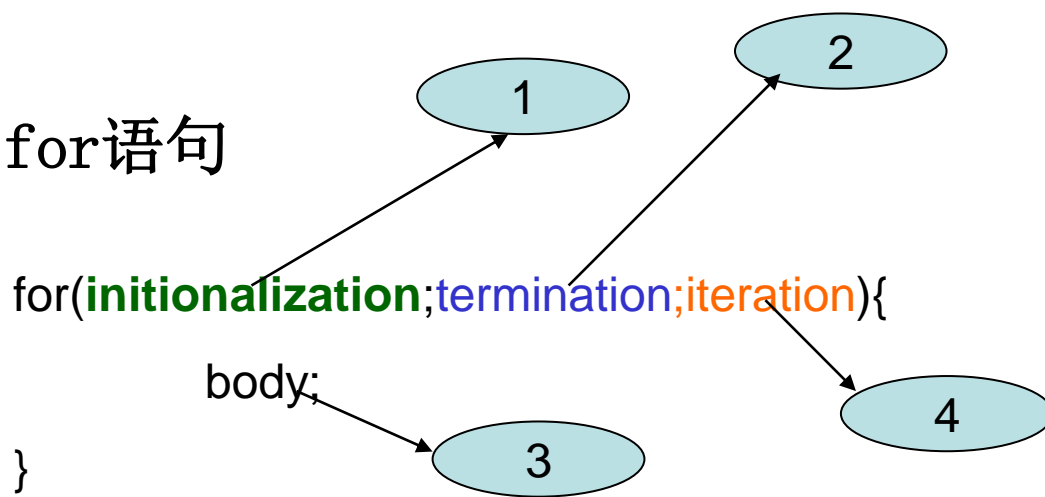 2
1
for语句
for(initionalization;termination;iteration){
body;
4
3
}